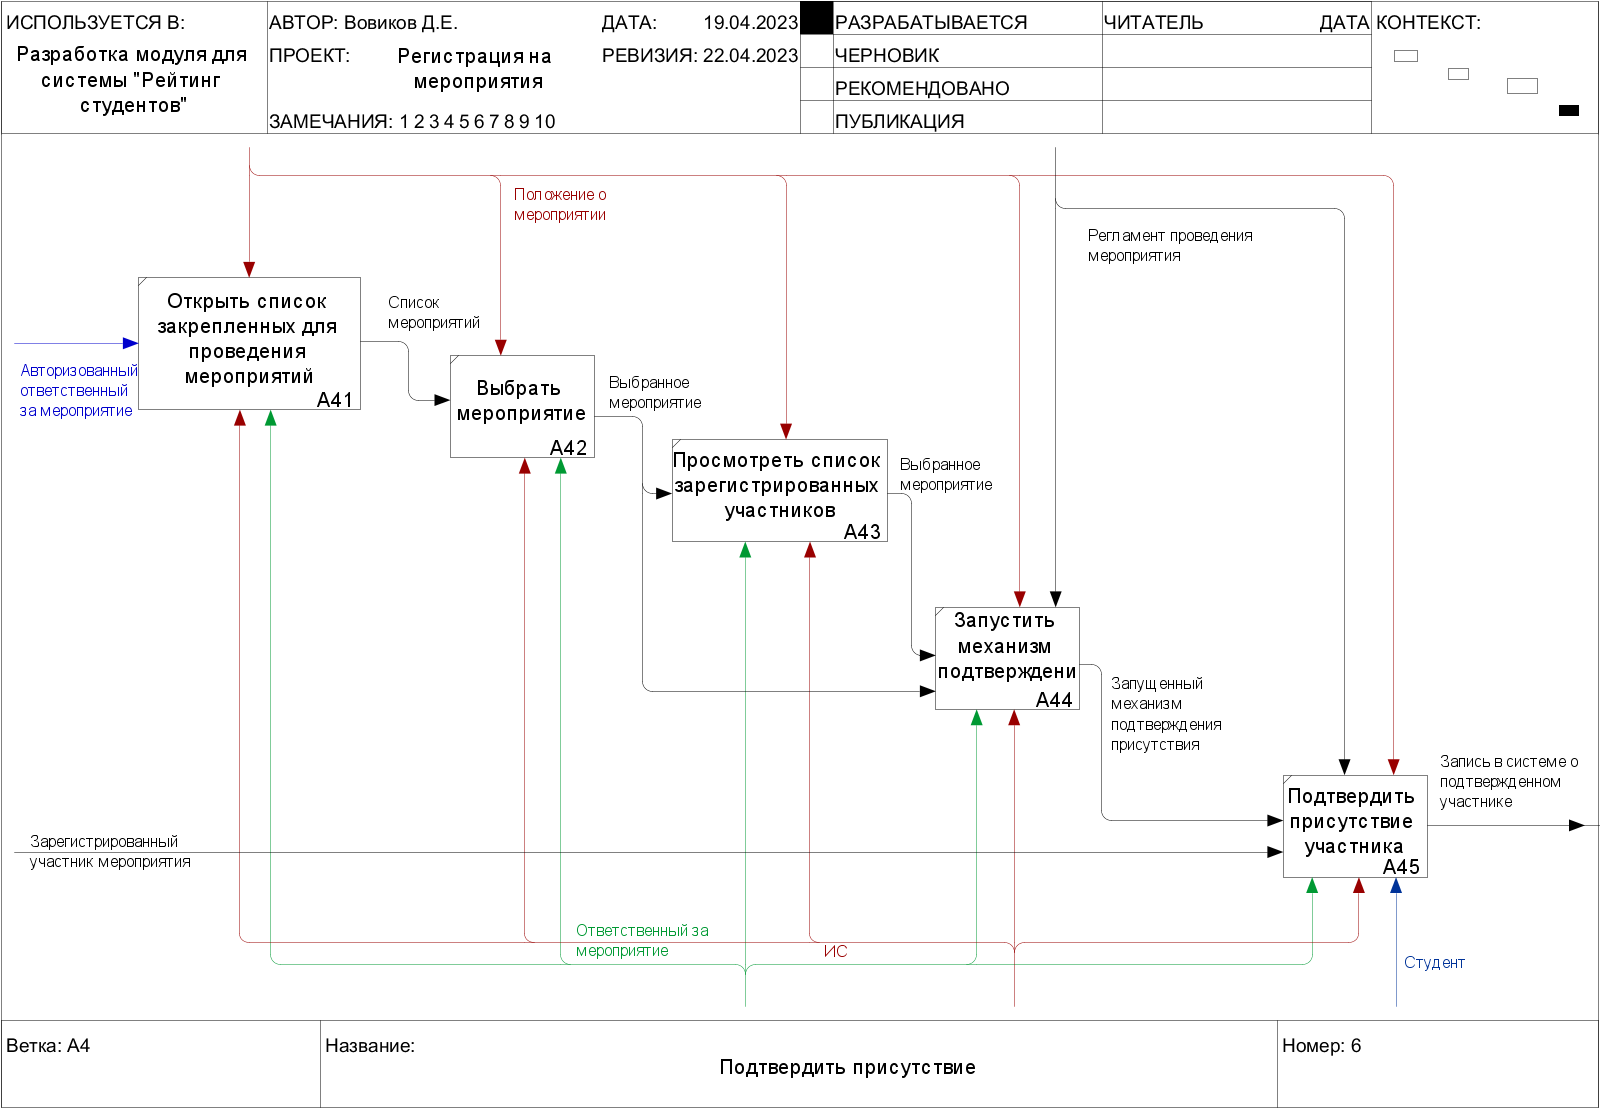 ИСПОЛЬЗУЕТСЯ В:
Разработка модуля для
системы "Рейтинг
студентов"
АВТОР: Вовиков Д.Е.
ДАТА: 19.04.2023
ПРОЕКТ: Регистрация на
мероприятия
РЕВИЗИЯ: 22.04.2023
ЗАМЕЧАНИЯ: 1 2 3 4 5 6 7 8 9 10
РАЗРАБАТЫВАЕТСЯ
ЧЕРНОВИК
РЕКОМЕНДОВАНО
ПУБЛИКАЦИЯ
ЧИТАТЕЛЬ ДАТА
КОНТЕКСТ:
Положение о
мероприятии
Регламент проведения
мероприятия
Открыть список
закрепленных для
проведения
мероприятий
A41
Список
мероприятий
Авторизованный
ответственный
за мероприятие
Выбрать
мероприятие
A42
Выбранное
мероприятие
Просмотреть список
зарегистрированных
участников
A43
Выбранное
мероприятие
Запустить
механизм
подтверждени
A44
Запущенный
механизм
подтверждения
присутствия
Подтвердить
присутствие
участника
A45
Запись в системе о
подтвержденном
участнике
Зарегистрированный
участник мероприятия
Ответственный за
мероприятие
ИС
Студент
Ветка: A4
Название:
Подтвердить присутствие
Номер: 6